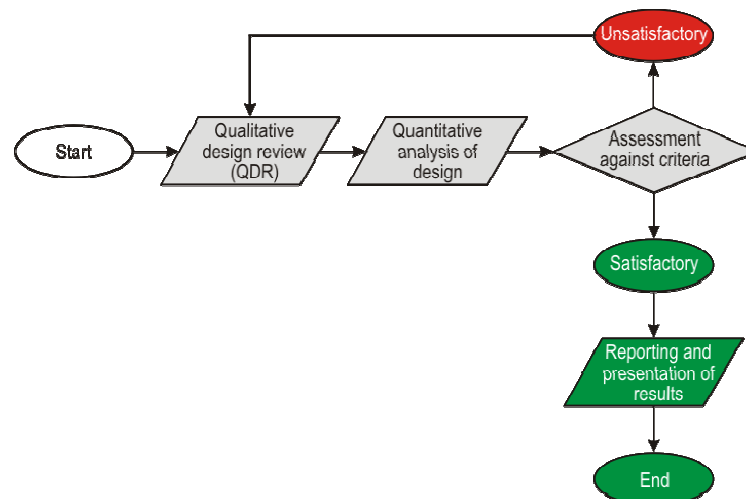 Unsatisfactory
Start
Qualitative
design review
(QDR)
Quantitative
analysis of
design
Assessment
against criteria
Satisfactory
Reporting and
presentation of
results
End